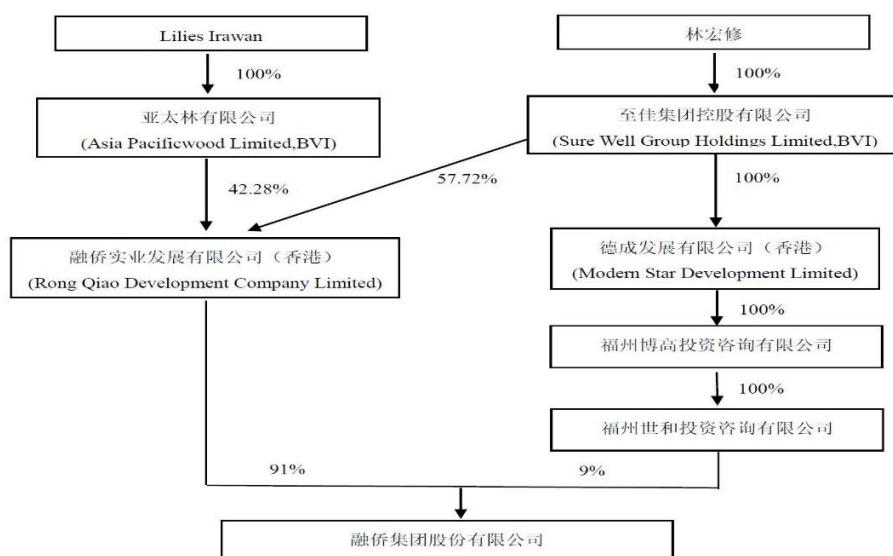 Lilies Irawan
林宏修
100%
100%
亚太林有限公司
(Asia Pacificwood Limited,BVI)
至佳集团控股有限公司
(Sure Well Group Holdings Limited,BVI)
42.28%
57.72%
100%
融侨实业发展有限公司（香港）
(Rong Qiao Development Company Limited)
德成发展有限公司（香港）
(Modern Star Development Limited)
100%
福州博高投资咨询有限公司
100%
福州世和投资咨询有限公司
91%
9%
融侨集团股份有限公司